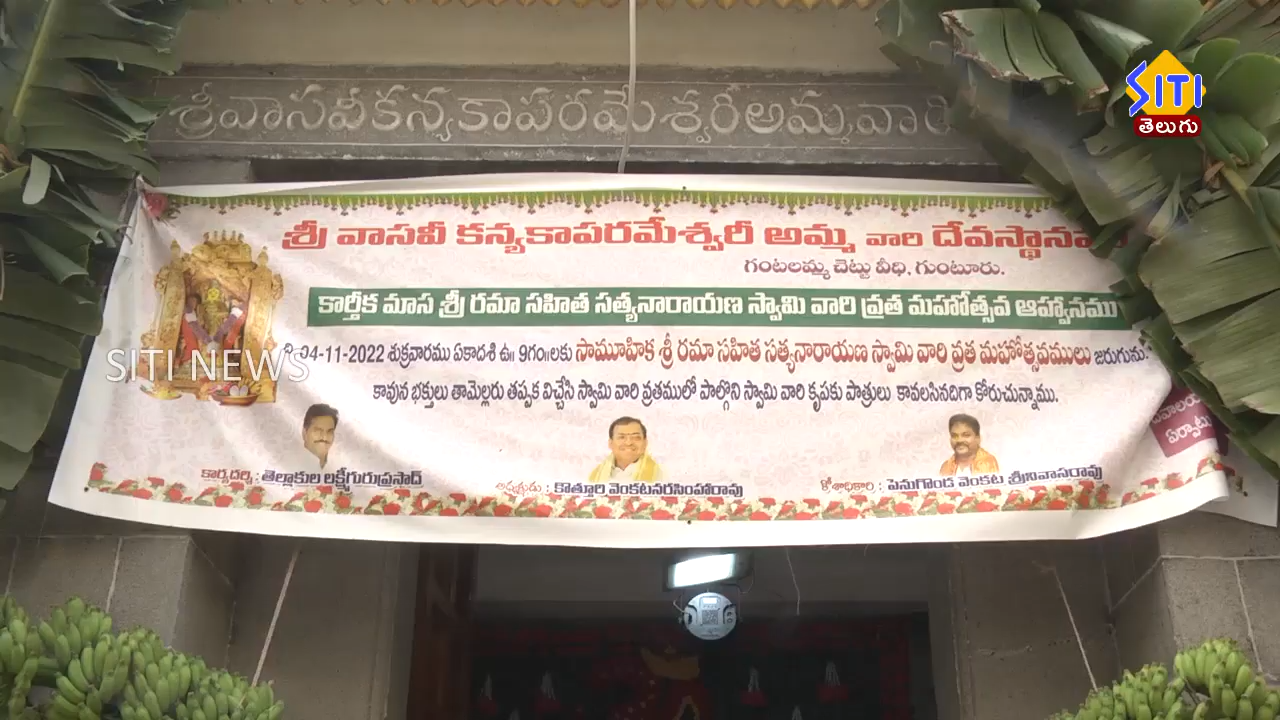 SITI
తెలుగు
శ్రీవాసవీకన్యకాపరమేశ్వరీఅమ్మవారి
శ్రీ వాసవీ కన్యకాపరమేశ్వరీ అమ్మ వారి దేవస్థానము
గంటలమ్మ చెట్టు వీధి, గుంటూరు.
కార్తీక మాస శ్రీ రమా సహిత సత్యనారాయణ స్వామి వారి వ్రత మహోత్సవ ఆహ్వానము
04-11-2022 శుక్రవారము ఏకాదశి ఉ॥ 9గం॥లకు సామూహిక శ్రీ రమా సహిత సత్యనారాయణ స్వామి వారి వ్రత మహోత్సవములు జరుగును.
SITI NEWS
కావున భక్తులు తామెల్లరు తప్పక విచ్చేసి స్వామి వారి వ్రతములో పాల్గొని స్వామి వారి కృపకు పాత్రులు కావలసినదిగా కోరుచున్నాము.
కార్యదర్శి : తెల్లాకుల లక్ష్మీగురుప్రసాద్
అధ్యక్షుడు : కొత్తూరి వెంకటనరసింహారావు
కోశాధికారి : పెనుగొండ వెంకట శ్రీనివాసరావు
ఏర్పాటు